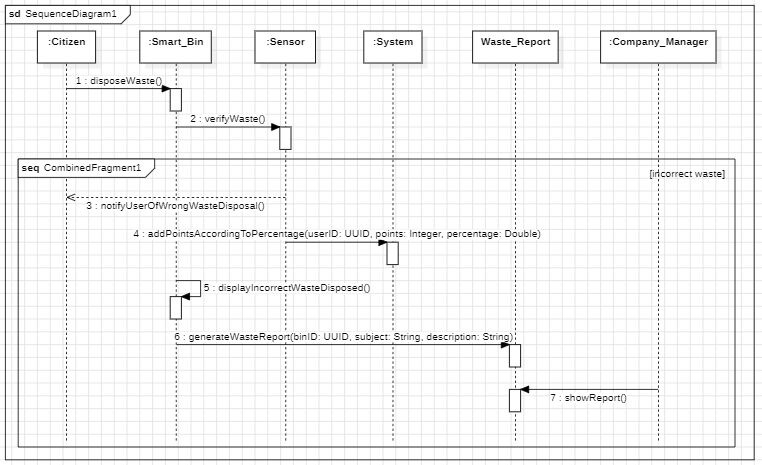 sd SequenceDiagram1
:Citizen
:Smart_Bin
:Sensor
:System
Waste_Report
:Company_Manager
1 : disposeWaste()
2 : verifyWaste()
seq CombinedFragment1
[incorrect waste]
3 : notifyUserOfWrongWasteDisposal()
4 : addPointsAccordingToPercentage(userID: UUID, points: Integer, percentage: Double)
5 : displayIncorrectWasteDisposed()
6 : generateWasteReport(binID: UUID, subject: String, description: String)
7 : showReport()